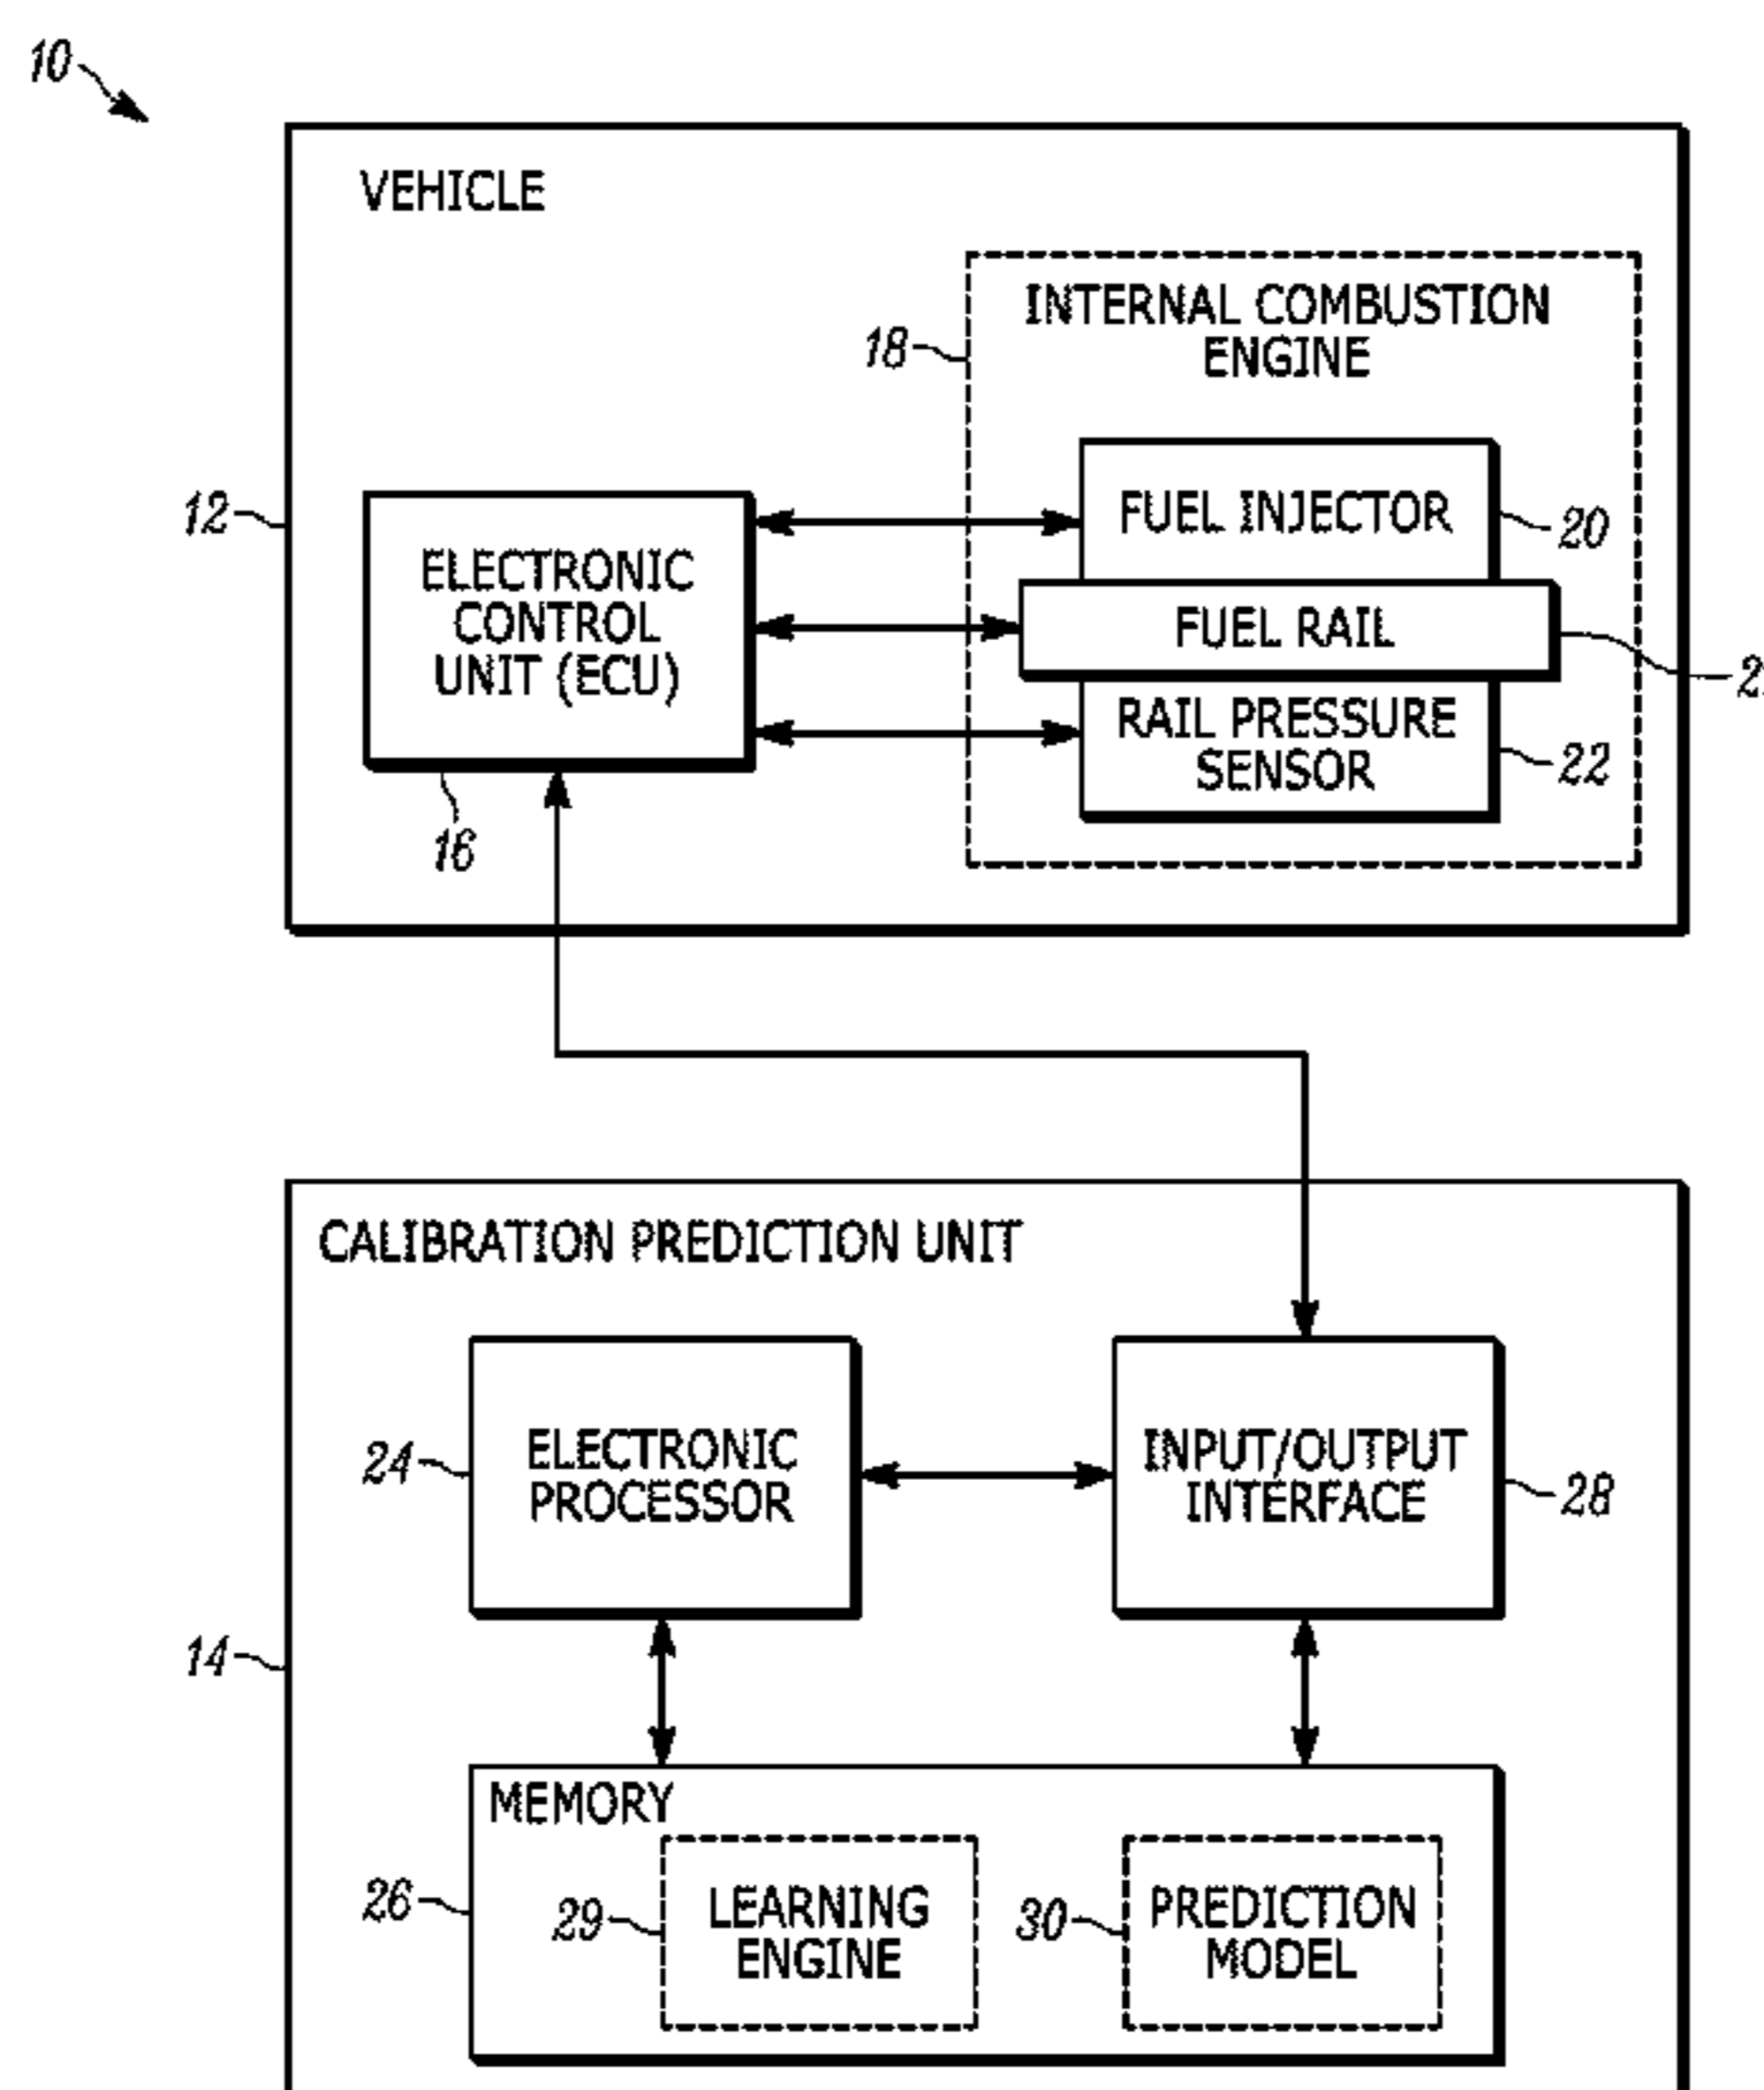 10
VEHICLE
INTERNAL COMBUSTION
ENGINE
18
12
FUEL INJECTOR
20
ELECTRONIC
CONTROL
UNIT (ECU)
FUEL RAIL
RAIL PRESSURE
SENSOR
22
16
CALIBRATION PREDICTION UNIT
24
ELECTRONIC
PROCESSOR
INPUT/OUTPUT
INTERFACE
28
14
MEMORY
26
29
LEARNING
ENGINE
30
PREDICTION
MODEL